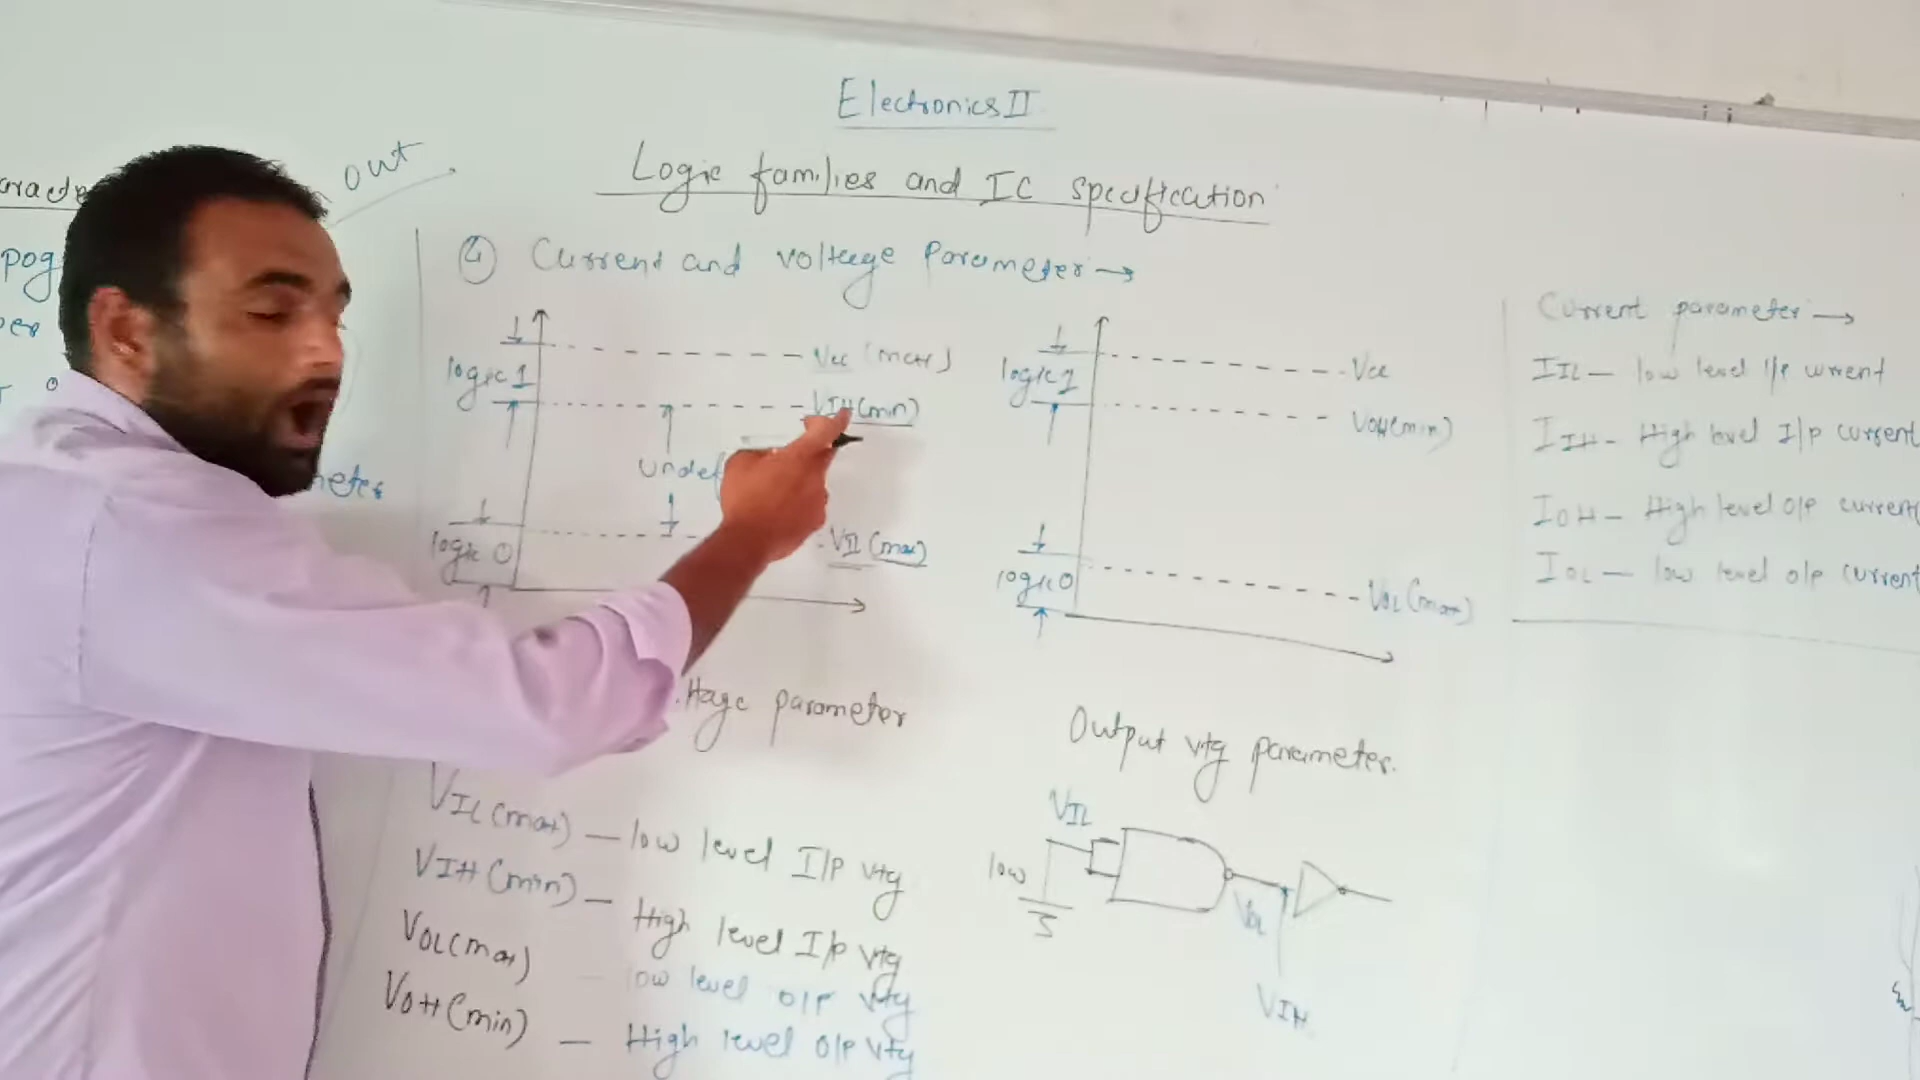 Electronics II
Logic families and IC specification
out
④ Current and voltage Parameter →
logic 1
Vcc (max)
VIH(min)
undef
logic 0
VIL (max)
parameter
VIL(max) — low level I/P vtg
VIH(min) — High level I/p vtg
VOL(max) — low level O/P vtg
VOH(min) — High level O/P vtg
logic 1
Vcc
VOH(min)
logic 0
VOL(max)
Output vtg parameter.
VIL
low
VOL
VIH
Current parameter →
IIL — low level I/P current
IIH - High level I/p current
IOH - High level O/P current
IOL — low level o/p current